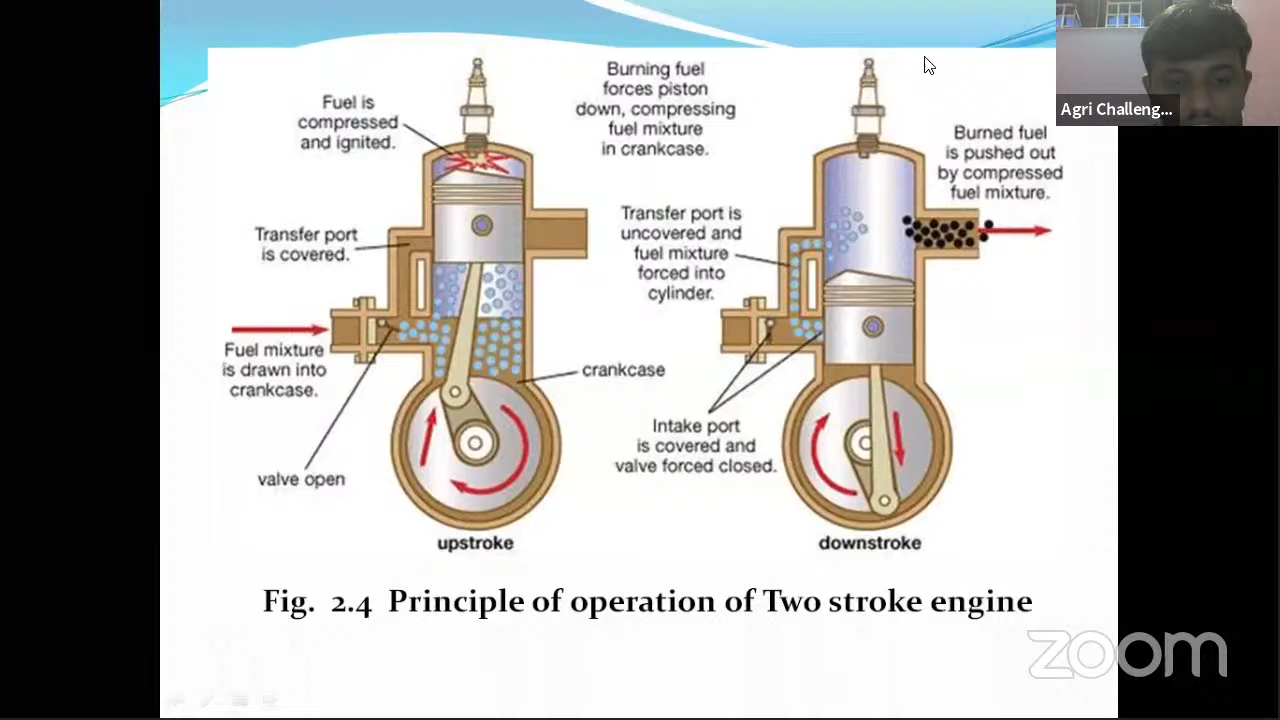 Fuel is
compressed
and ignited.
Burning fuel
forces piston
down, compressing
fuel mixture
in crankcase.
Agri Challeng...
Burned fuel
is pushed out
by compressed
fuel mixture.
Transfer port
is covered.
Transfer port is
uncovered and
fuel mixture
forced into
cylinder.
Fuel mixture
is drawn into
crankcase.
crankcase
valve open
Intake port
is covered and
valve forced closed.
upstroke
downstroke
Fig. 2.4 Principle of operation of Two stroke engine
zoom